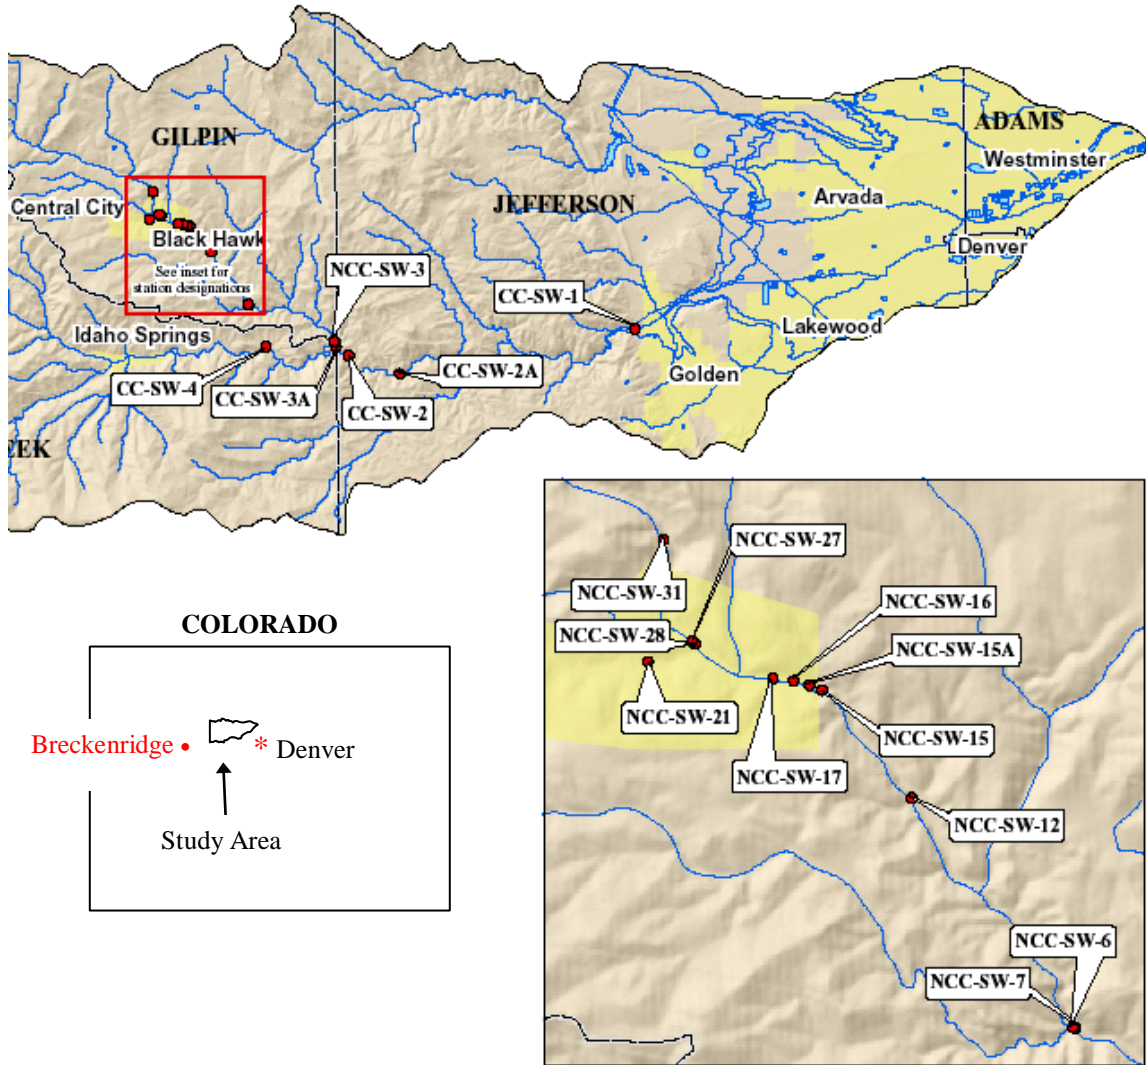 GILPIN
ADAMS
Westminster
Central City
Arvada
JEFFERSON
Black Hawk
Denver
See inset for
station designations
NCC-SW-3
CC-SW-1
Idaho Springs
Lakewood
CC-SW-4
CC-SW-3A
CC-SW-2
CC-SW-2A
Golden
EEK
NCC-SW-27
NCC-SW-31
NCC-SW-16
NCC-SW-28
NCC-SW-15A
NCC-SW-21
NCC-SW-15
NCC-SW-17
NCC-SW-12
NCC-SW-6
NCC-SW-7
COLORADO
Breckenridge • * Denver
Study Area